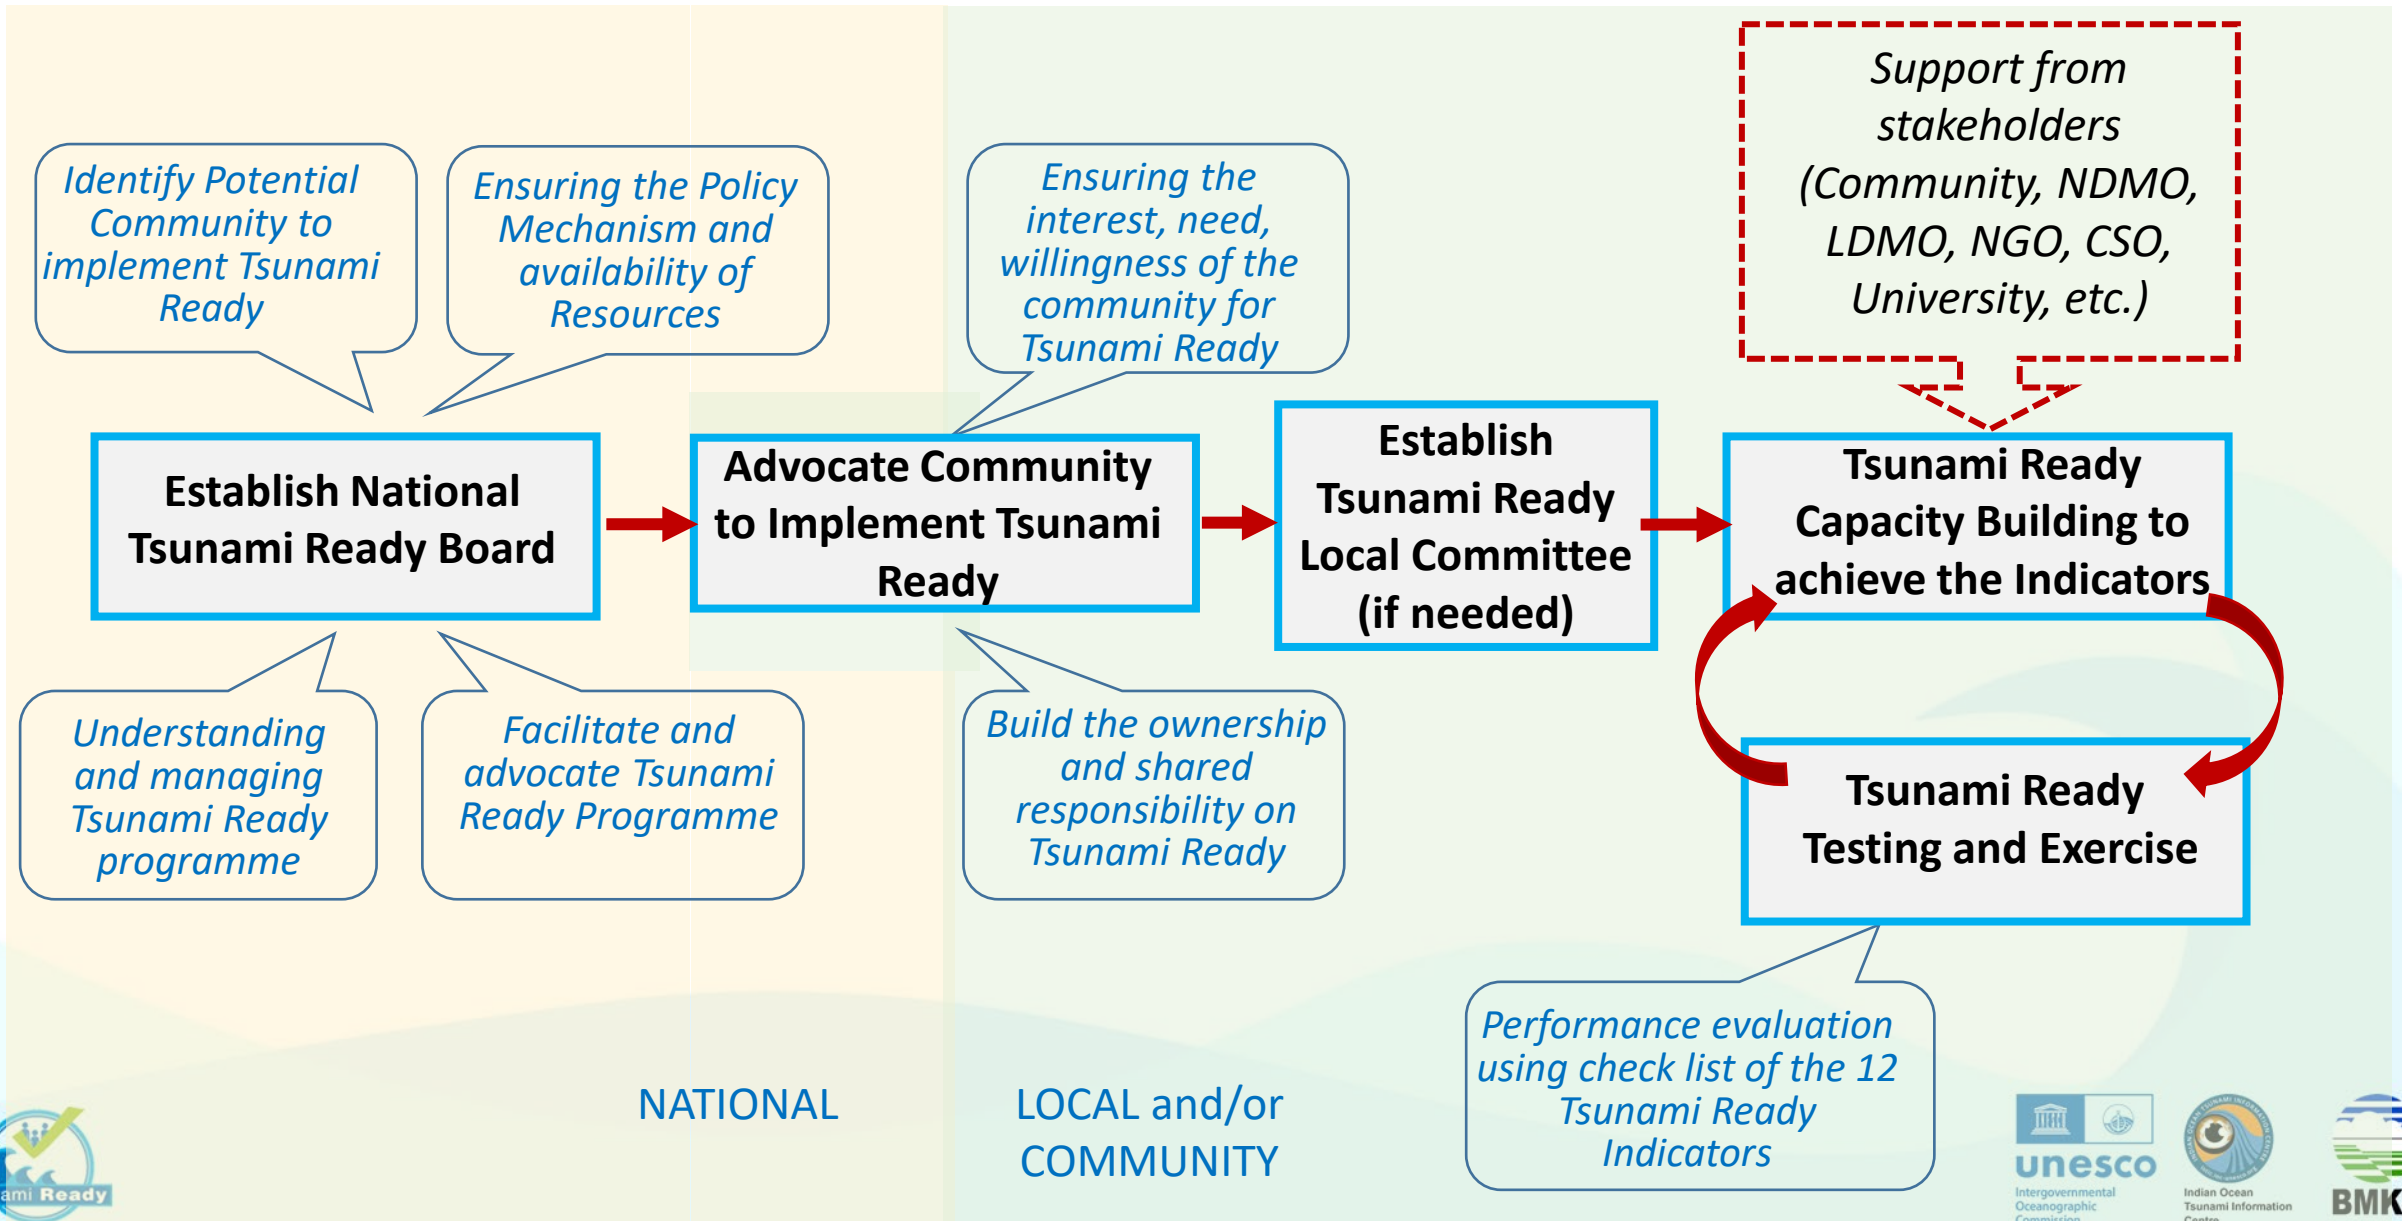 Support from
stakeholders
(Community, NDMO,
LDMO, NGO, CSO,
University, etc.)
Identify Potential
Community to
implement Tsunami
Ready
Ensuring the Policy
Mechanism and
availability of
Resources
Ensuring the
interest, need,
willingness of the
community for
Tsunami Ready
Establish National
Tsunami Ready Board
Advocate Community
to Implement Tsunami
Ready
Establish
Tsunami Ready
Local Committee
(if needed)
Tsunami Ready
Capacity Building to
achieve the Indicators
Understanding
and managing
Tsunami Ready
programme
Facilitate and
advocate Tsunami
Ready Programme
Build the ownership
and shared
responsibility on
Tsunami Ready
Tsunami Ready
Testing and Exercise
Performance evaluation
using check list of the 12
Tsunami Ready
Indicators
NATIONAL
LOCAL and/or
COMMUNITY
ami Ready
unesco
Intergovernmental
Oceanographic
Commission
Indian Ocean
Tsunami Information
Centre
BMK